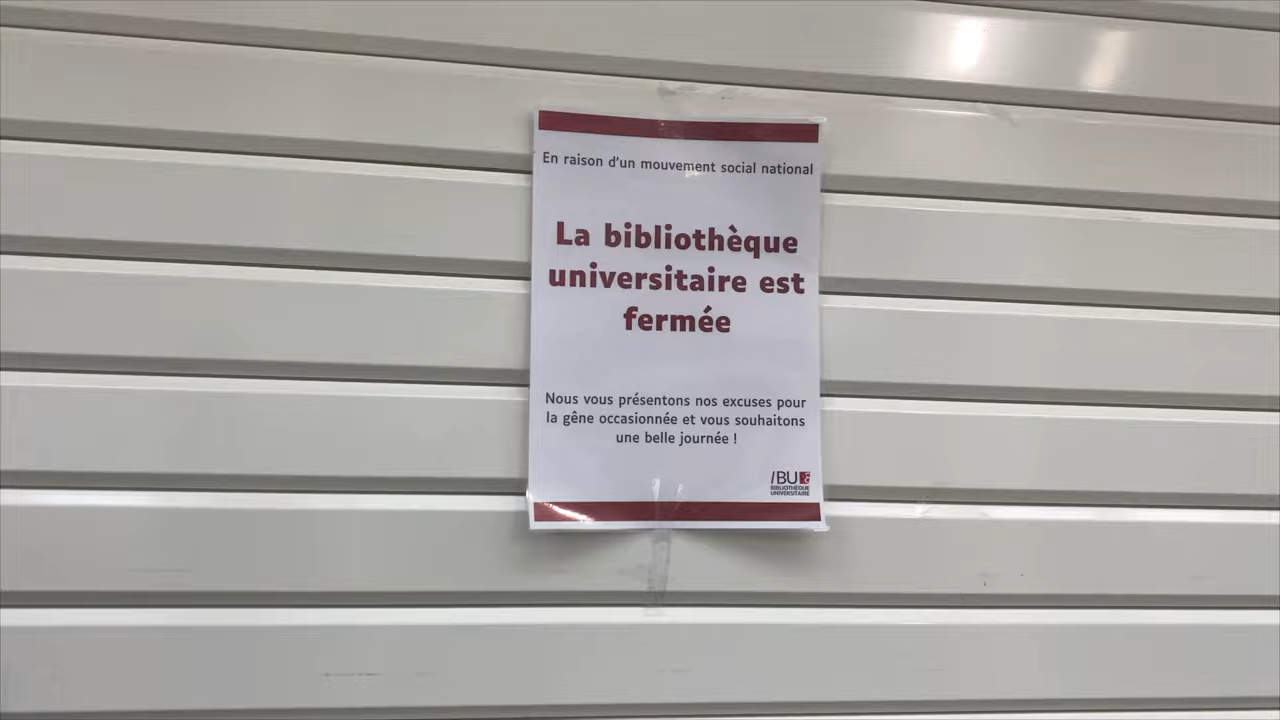 En raison d'un mouvement social national
La bibliothèque
universitaire est
fermée
Nous vous présentons nos excuses pour
la gêne occasionnée et vous souhaitons
une belle journée !
BU
BIBLIOTHÈQUE
UNIVERSITAIRE